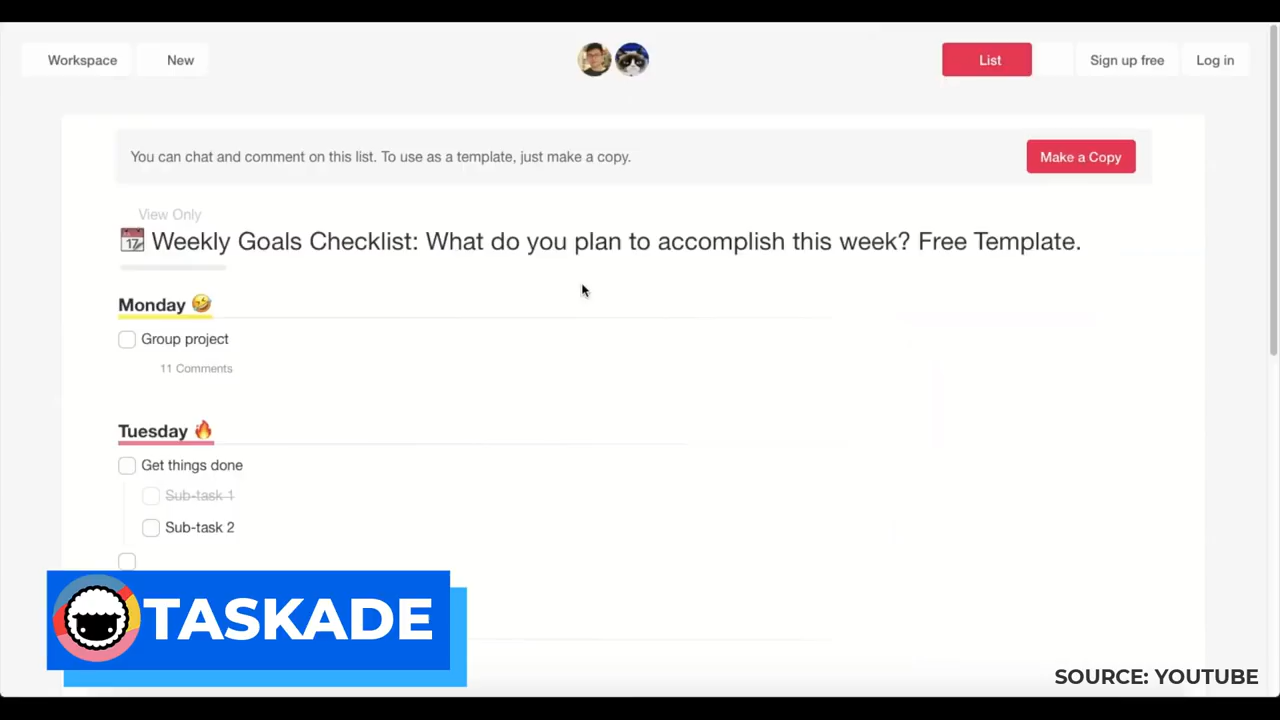 Workspace
New
List
Sign up free
Log in
You can chat and comment on this list. To use as a template, just make a copy.
Make a Copy
View Only
17 Weekly Goals Checklist: What do you plan to accomplish this week? Free Template.
Monday 🤣
Group project
11 Comments
Tuesday 🔥
Get things done
Sub-task 1
Sub-task 2
TASKADE
SOURCE: YOUTUBE